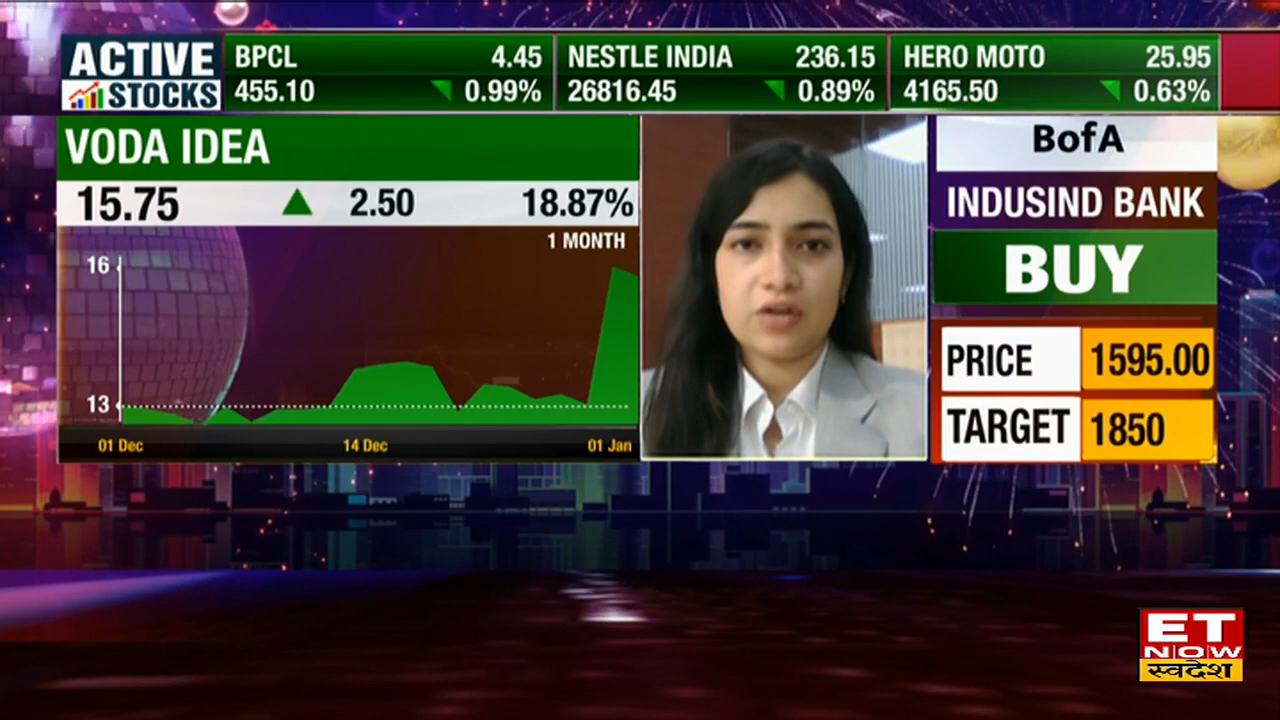 ACTIVE STOCKS
BPCL 4.45
455.10 0.99%
NESTLE INDIA 236.15
26816.45 0.89%
HERO MOTO 25.95
4165.50 0.63%
VODA IDEA
15.75 2.50 18.87%
1 MONTH
16
13
01 Dec 14 Dec 01 Jan
BofA
INDUSIND BANK
BUY
PRICE 1595.00
TARGET 1850
ET
NOW
स्वदेश